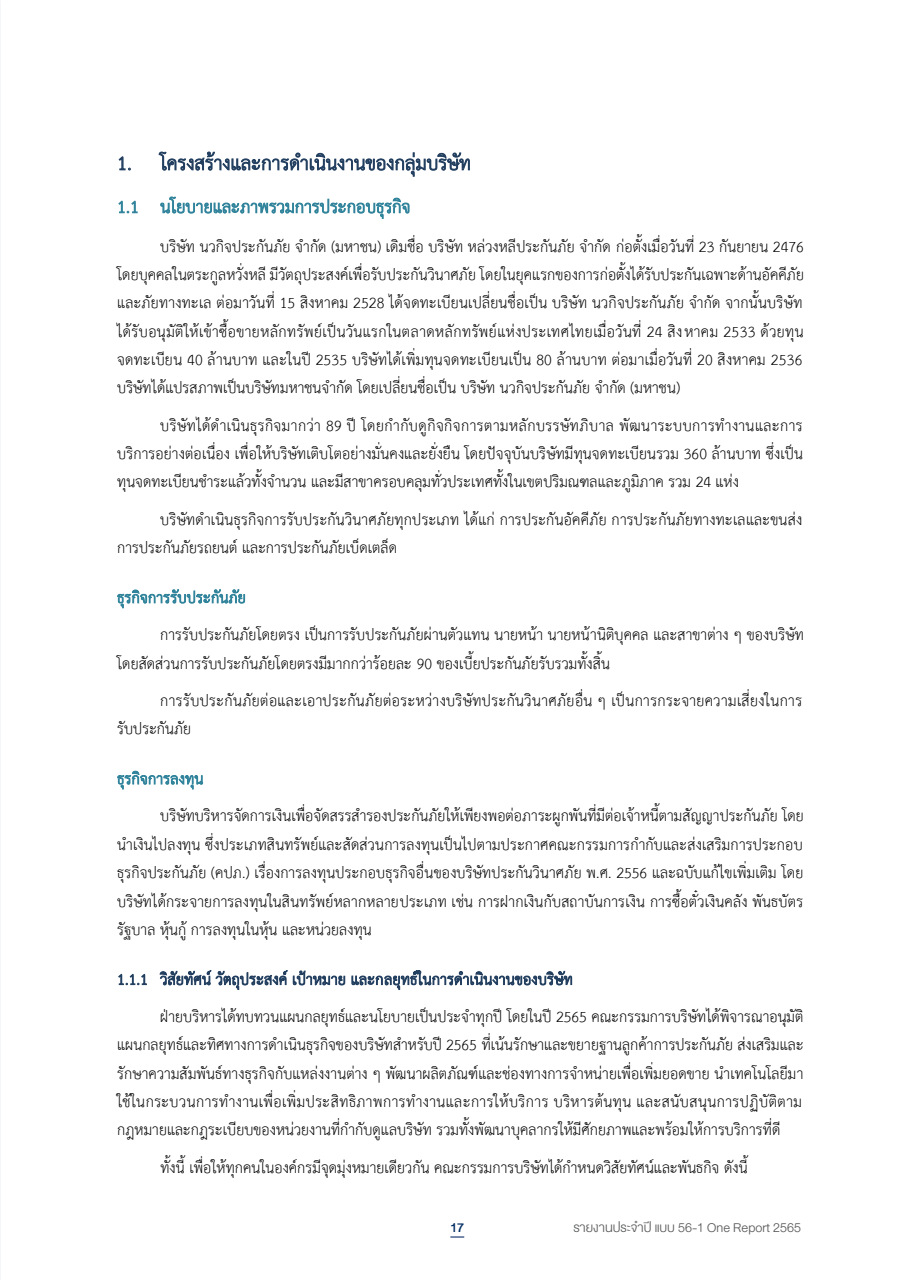 1. โครงสร้างและการดำเนินงานของกลุ่มบริษัท
1.1 นโยบายและภาพรวมการประกอบธุรกิจ
บริษัท นวกิจประกันภัย จำกัด (มหาชน) เดิมชื่อ บริษัท หล่วงหลีประกันภัย จำกัด ก่อตั้งเมื่อวันที่ 23 กันยายน 2476
โดยบุคคลในตระกูลหวั่งหลี มีวัตถุประสงค์เพื่อรับประกันวินาศภัย โดยในยุคแรกของการก่อตั้งได้รับประกันเฉพาะด้านอัคคีภัย
และภัยทางทะเล ต่อมาวันที่ 15 สิงหาคม 2528 ได้จดทะเบียนเปลี่ยนชื่อเป็น บริษัท นวกิจประกันภัย จำกัด จากนั้นบริษัท
ได้รับอนุมัติให้เข้าซื้อขายหลักทรัพย์เป็นวันแรกในตลาดหลักทรัพย์แห่งประเทศไทยเมื่อวันที่ 24 สิงหาคม 2533 ด้วยทุน
จดทะเบียน 40 ล้านบาท และในปี 2535 บริษัทได้เพิ่มทุนจดทะเบียนเป็น 80 ล้านบาท ต่อมาเมื่อวันที่ 20 สิงหาคม 2536
บริษัทได้แปรสภาพเป็นบริษัทมหาชนจำกัด โดยเปลี่ยนชื่อเป็น บริษัท นวกิจประกันภัย จำกัด (มหาชน)
บริษัทได้ดำเนินธุรกิจมากว่า 89 ปี โดยกำกับดูกิจกิจการตามหลักบรรษัทภิบาล พัฒนาระบบการทำงานและการ
บริการอย่างต่อเนื่อง เพื่อให้บริษัทเติบโตอย่างมั่นคงและยั่งยืน โดยปัจจุบันบริษัทมีทุนจดทะเบียนรวม 360 ล้านบาท ซึ่งเป็น
ทุนจดทะเบียนชำระแล้วทั้งจำนวน และมีสาขาครอบคลุมทั่วประเทศทั้งในเขตปริมณฑลและภูมิภาค รวม 24 แห่ง
บริษัทดำเนินธุรกิจการรับประกันวินาศภัยทุกประเภท ได้แก่ การประกันอัคคีภัย การประกันภัยทางทะเลและขนส่ง
การประกันภัยรถยนต์ และการประกันภัยเบ็ดเตล็ด
ธุรกิจการรับประกันภัย
การรับประกันภัยโดยตรง เป็นการรับประกันภัยผ่านตัวแทน นายหน้า นายหน้านิติบุคคล และสาขาต่าง ๆ ของบริษัท
โดยสัดส่วนการรับประกันภัยโดยตรงมีมากกว่าร้อยละ 90 ของเบี้ยประกันภัยรับรวมทั้งสิ้น
การรับประกันภัยต่อและเอาประกันภัยต่อระหว่างบริษัทประกันวินาศภัยอื่น ๆ เป็นการกระจายความเสี่ยงในการ
รับประกันภัย
ธุรกิจการลงทุน
บริษัทบริหารจัดการเงินเพื่อจัดสรรสำรองประกันภัยให้เพียงพอต่อภาระผูกพันที่มีต่อเจ้าหนี้ตามสัญญาประกันภัย โดย
นำเงินไปลงทุน ซึ่งประเภทสินทรัพย์และสัดส่วนการลงทุนเป็นไปตามประกาศคณะกรรมการกำกับและส่งเสริมการประกอบ
ธุรกิจประกันภัย (คปภ.) เรื่องการลงทุนประกอบธุรกิจอื่นของบริษัทประกันวินาศภัย พ.ศ. 2556 และฉบับแก้ไขเพิ่มเติม โดย
บริษัทได้กระจายการลงทุนในสินทรัพย์หลากหลายประเภท เช่น การฝากเงินกับสถาบันการเงิน การซื้อตั๋วเงินคลัง พันธบัตร
รัฐบาล หุ้นกู้ การลงทุนในหุ้น และหน่วยลงทุน
1.1.1 วิสัยทัศน์ วัตถุประสงค์ เป้าหมาย และกลยุทธ์ในการดำเนินงานของบริษัท
ฝ่ายบริหารได้ทบทวนแผนกลยุทธ์และนโยบายเป็นประจำทุกปี โดยในปี 2565 คณะกรรมการบริษัทได้พิจารณาอนุมัติ
แผนกลยุทธ์และทิศทางการดำเนินธุรกิจของบริษัทสำหรับปี 2565 ที่เน้นรักษาและขยายฐานลูกค้าการประกันภัย ส่งเสริมและ
รักษาความสัมพันธ์ทางธุรกิจกับแหล่งงานต่าง ๆ พัฒนาผลิตภัณฑ์และช่องทางการจำหน่ายเพื่อเพิ่มยอดขาย นำเทคโนโลยีมา
ใช้ในกระบวนการทำงานเพื่อเพิ่มประสิทธิภาพการทำงานและการให้บริการ บริหารต้นทุน และสนับสนุนการปฏิบัติตาม
กฎหมายและกฎระเบียบของหน่วยงานที่กำกับดูแลบริษัท รวมทั้งพัฒนาบุคลากรให้มีศักยภาพและพร้อมให้การบริการที่ดี
ทั้งนี้ เพื่อให้ทุกคนในองค์กรมีจุดมุ่งหมายเดียวกัน คณะกรรมการบริษัทได้กำหนดวิสัยทัศน์และพันธกิจ ดังนี้
17
รายงานประจำปี แบบ 56-1 One Report 2565